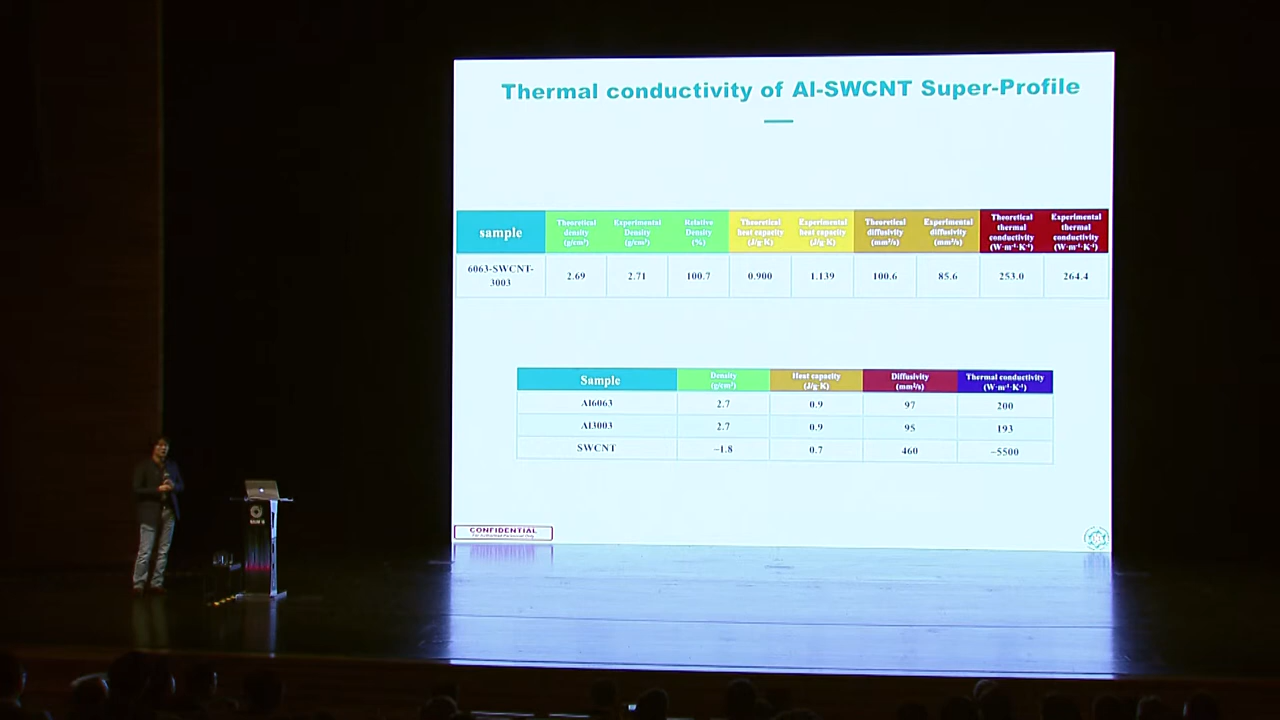 Thermal conductivity of Al-SWCNT Super-Profile
sample
Theoretical density (g/cm³)
Experimental Density (g/cm³)
Relative Density (%)
Theoretical heat capacity (J/g·K)
Experimental heat capacity (J/g·K)
Theoretical diffusivity (mm²/s)
Experimental diffusivity (mm²/s)
Theoretical thermal conductivity (W·m⁻¹·K⁻¹)
Experimental thermal conductivity (W·m⁻¹·K⁻¹)
6063-SWCNT-3003 2.69 2.71 100.7 0.900 1.139 100.6 85.6 253.0 264.4
Sample
Density (g/cm³)
Heat capacity (J/g·K)
Diffusivity (mm²/s)
Thermal conductivity (W·m⁻¹·K⁻¹)
Al6063 2.7 0.9 97 200
Al3003 2.7 0.9 95 193
SWCNT ~1.8 0.7 460 ~5500
CONFIDENTIAL
For Authorized Personnel Only